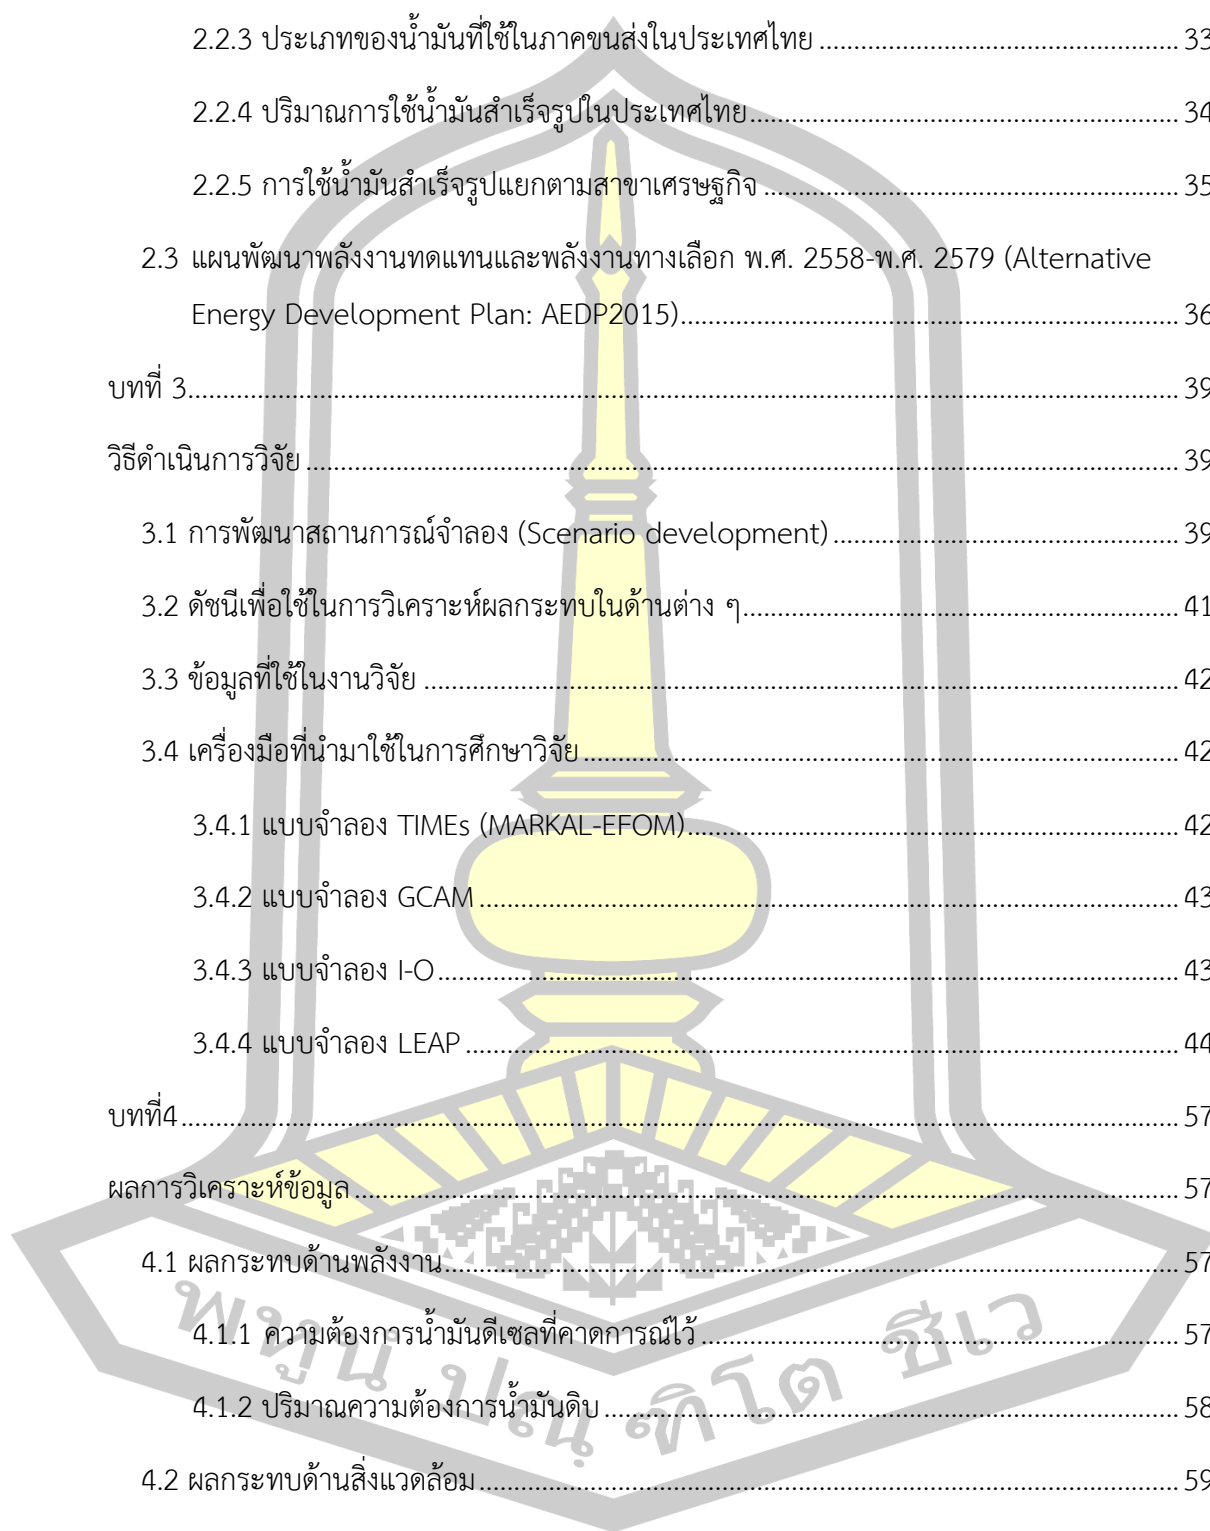 2.2.3 ประเภทของน้ำมันที่ใช้ในภาคขนส่งในประเทศไทย ............................................. 33
2.2.4 ปริมาณการใช้น้ำมันสำเร็จรูปในประเทศไทย..................................................... 34
2.2.5 การใช้น้ำมันสำเร็จรูปแยกตามสาขาเศรษฐกิจ ................................................... 35
2.3 แผนพัฒนาพลังงานทดแทนและพลังงานทางเลือก พ.ศ. 2558-พ.ศ. 2579 (Alternative
Energy Development Plan: AEDP2015).............................................................. 36
บทที่ 3............................................................................................................................ 39
วิธีดำเนินการวิจัย ............................................................................................................. 39
3.1 การพัฒนาสถานการณ์จำลอง (Scenario development)........................................... 39
3.2 ดัชนีเพื่อใช้ในการวิเคราะห์ผลกระทบในด้านต่าง ๆ...................................................... 41
3.3 ข้อมูลที่ใช้ในงานวิจัย .............................................................................................. 42
3.4 เครื่องมือที่นำมาใช้ในการศึกษาวิจัย.......................................................................... 42
3.4.1 แบบจำลอง TIMEs (MARKAL-EFOM)............................................................. 42
3.4.2 แบบจำลอง GCAM ....................................................................................... 43
3.4.3 แบบจำลอง I-O............................................................................................ 43
3.4.4 แบบจำลอง LEAP ......................................................................................... 44
บทที่4............................................................................................................................. 57
ผลการวิเคราะห์ข้อมูล ....................................................................................................... 57
4.1 ผลกระทบด้านพลังงาน............................................................................................ 57
4.1.1 ความต้องการน้ำมันดีเซลที่คาดการณ์ไว้ ........................................................... 57
4.1.2 ปริมาณความต้องการน้ำมันดิบ ....................................................................... 58
4.2 ผลกระทบด้านสิ่งแวดล้อม........................................................................................ 59
พหูน ปณฺฑิโต ชีเว